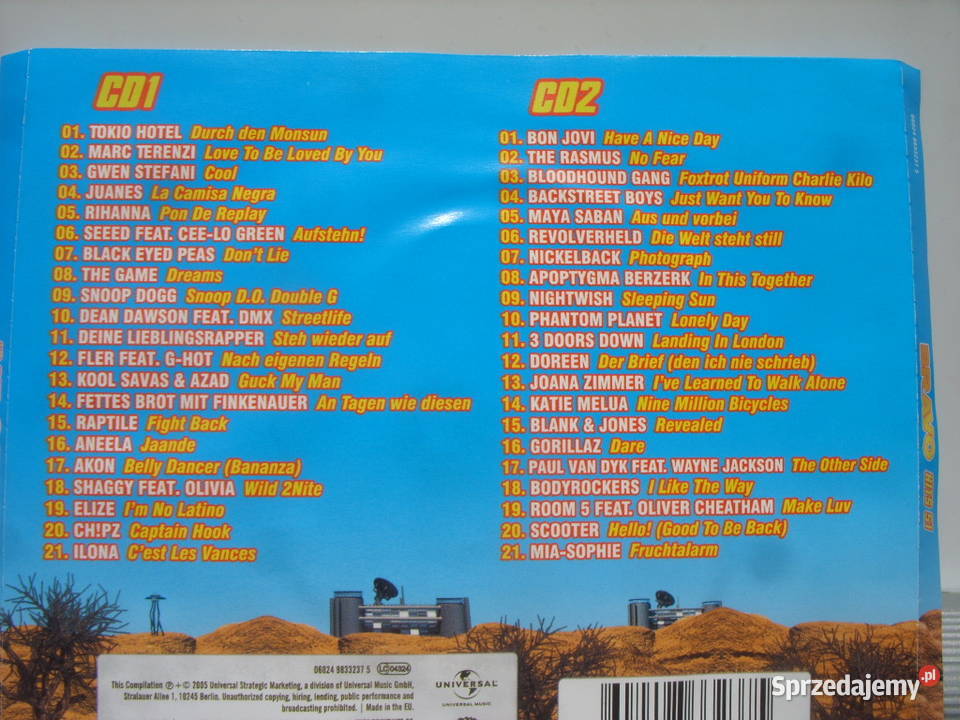 CD1
01. TOKIO HOTEL Durch den Monsun
02. MARC TERENZI Love To Be Loved By You
03. GWEN STEFANI Cool
04. JUANES La Camisa Negra
05. RIHANNA Pon De Replay
06. SEEED FEAT. CEE-LO GREEN Aufstehn!
07. BLACK EYED PEAS Don't Lie
08. THE GAME Dreams
09. SNOOP DOGG Snoop D.O. Double G
10. DEAN DAWSON FEAT. DMX Streetlife
11. DEINE LIEBLINGSRAPPER Steh wieder auf
12. FLER FEAT. G-HOT Nach eigenen Regeln
13. KOOL SAVAS & AZAD Guck My Man
14. FETTES BROT MIT FINKENAUER An Tagen wie diesen
15. RAPTILE Fight Back
16. ANEELA Jaande
17. AKON Belly Dancer (Bananza)
18. SHAGGY FEAT. OLIVIA Wild 2Nite
19. ELIZE I'm No Latino
20. CH!PZ Captain Hook
21. ILONA C'est Les Vances
CD2
01. BON JOVI Have A Nice Day
02. THE RASMUS No Fear
03. BLOODHOUND GANG Foxtrot Uniform Charlie Kilo
04. BACKSTREET BOYS Just Want You To Know
05. MAYA SABAN Aus und vorbei
06. REVOLVERHELD Die Welt steht still
07. NICKELBACK Photograph
08. APOPTYGMA BERZERK In This Together
09. NIGHTWISH Sleeping Sun
10. PHANTOM PLANET Lonely Day
11. 3 DOORS DOWN Landing In London
12. DOREEN Der Brief (den ich nie schrieb)
13. JOANA ZIMMER I've Learned To Walk Alone
14. KATIE MELUA Nine Million Bicycles
15. BLANK & JONES Revealed
16. GORILLAZ Dare
17. PAUL VAN DYK FEAT. WAYNE JACKSON The Other Side
18. BODYROCKERS I Like The Way
19. ROOM 5 FEAT. OLIVER CHEATHAM Make Luv
20. SCOOTER Hello! (Good To Be Back)
21. MIA-SOPHIE Fruchtalarm
BRAVO HITS 51
06024 9833237 5 LC 04324
This Compilation ℗ + © 2005 Universal Strategic Marketing, a division of Universal Music GmbH,
Stralauer Allee 1, 10245 Berlin. Unauthorized copying, hiring, lending, public performance and
broadcasting prohibited. | Made in the EU.
UNIVERSAL
UNIVERSAL MUSIC
Sprzedajemy.pl